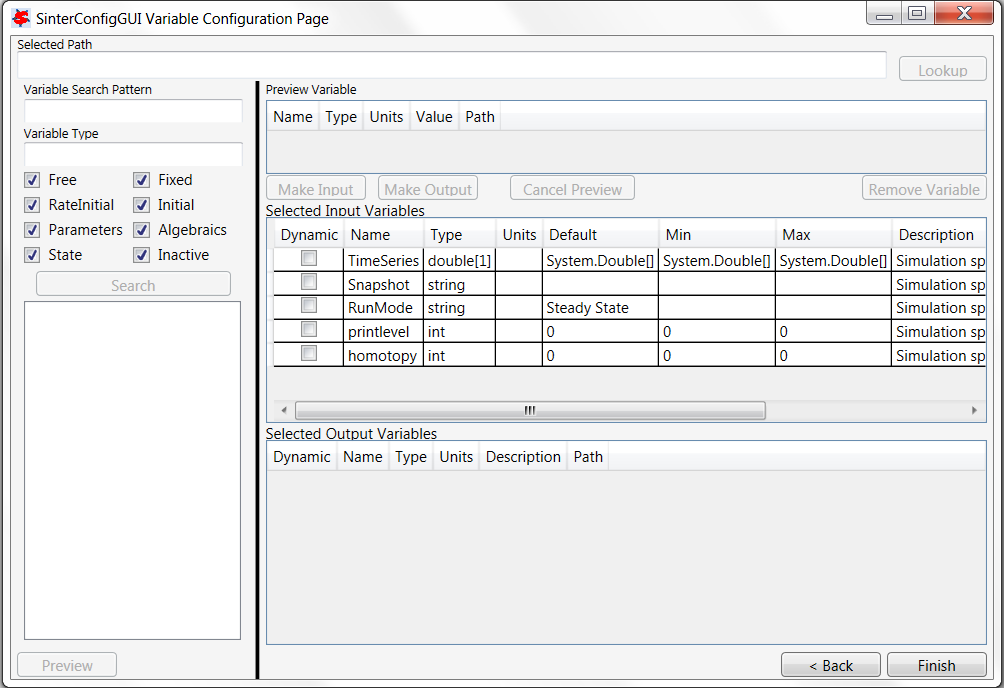 SinterConfigGUI Variable Configuration Page
Selected Path
Lookup
Variable Search Pattern
Variable Type
Free Fixed
RateInitial Initial
Parameters Algebraics
State Inactive
Search
Preview
Preview Variable
Name Type Units Value Path
Make Input Make Output Cancel Preview Remove Variable
Selected Input Variables
Dynamic Name Type Units Default Min Max Description
TimeSeries double[1] System.Double[] System.Double[] System.Double[] Simulation sp
Snapshot string Simulation sp
RunMode string Steady State Simulation sp
printlevel int 0 0 0 Simulation sp
homotopy int 0 0 0 Simulation sp
Selected Output Variables
Dynamic Name Type Units Description Path
< Back Finish